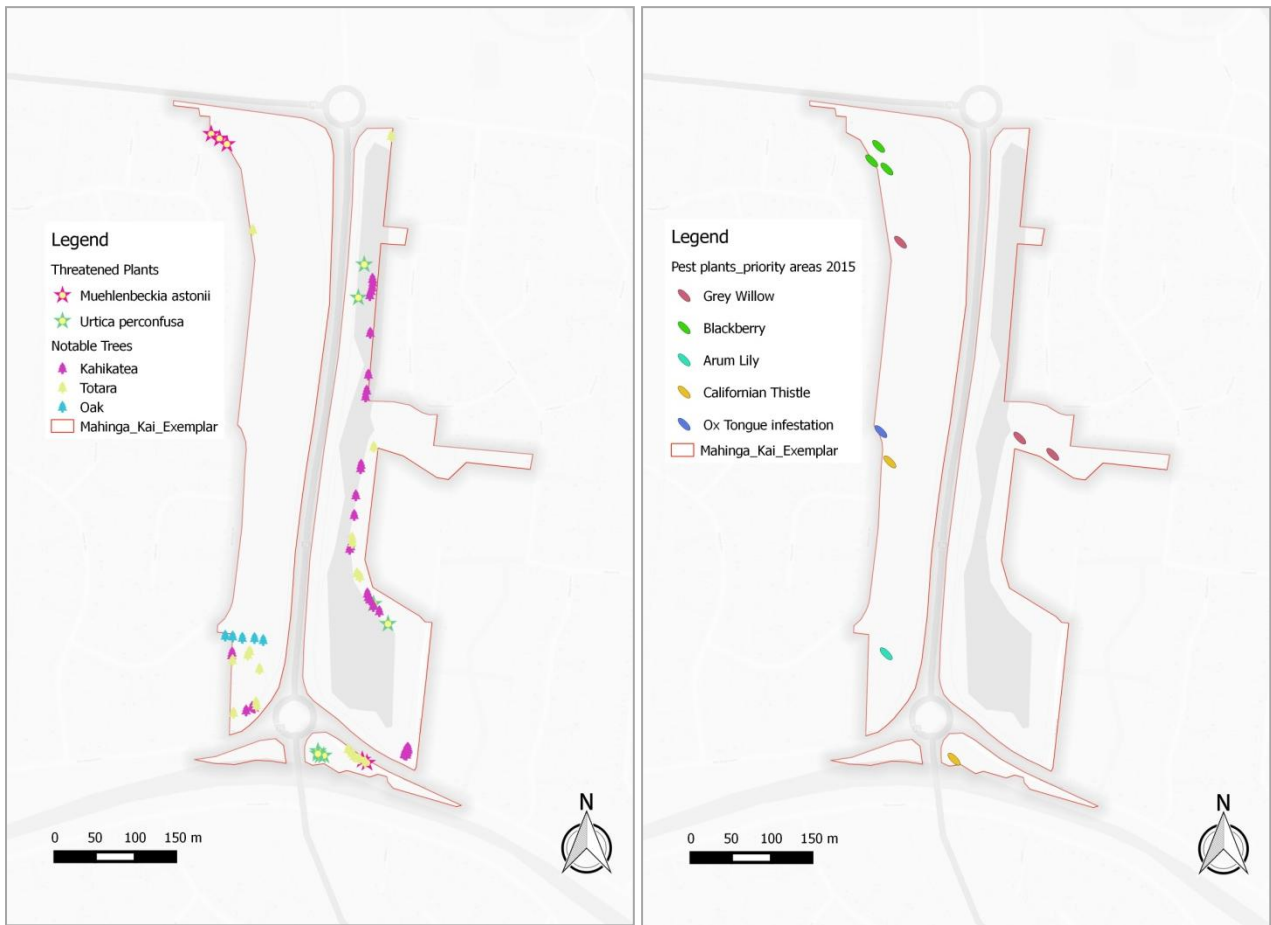 Legend
Threatened Plants
Muehlenbeckia astonii
Urtica perconfusa
Notable Trees
Kahikatea
Totara
Oak
Mahinga_Kai_Exemplar
0 50 100 150 m
N
Legend
Pest plants_priority areas 2015
Grey Willow
Blackberry
Arum Lily
Californian Thistle
Ox Tongue infestation
Mahinga_Kai_Exemplar
0 50 100 150 m
N